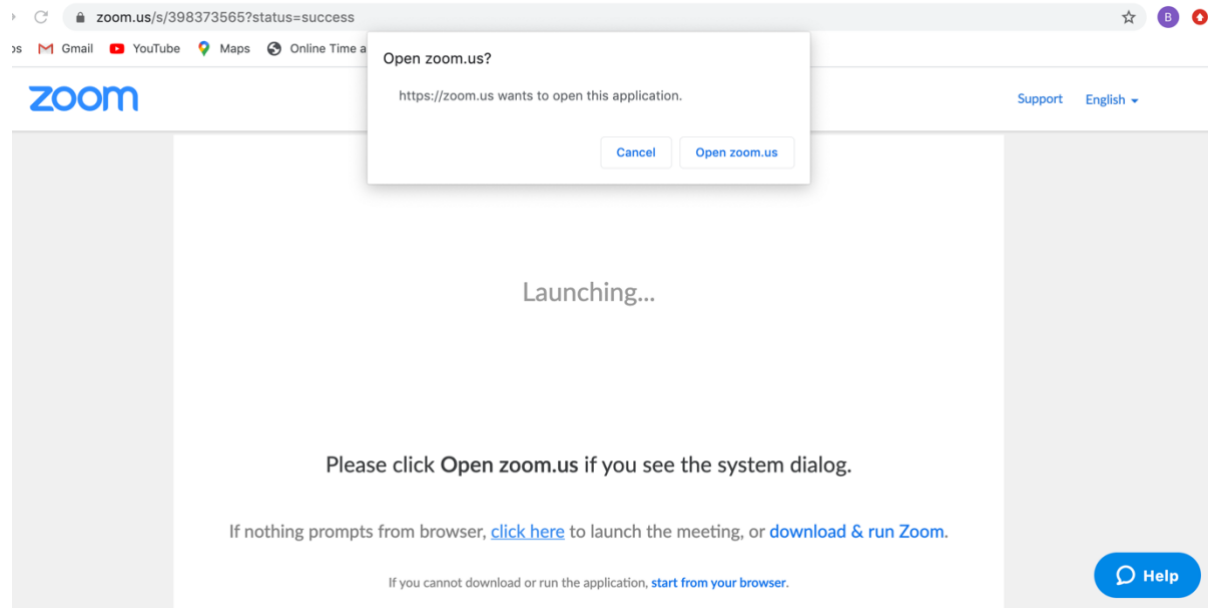 zoom.us/s/398373565?status=success
B
os Gmail YouTube Maps Online Time a
Open zoom.us?
https://zoom.us wants to open this application.
Cancel Open zoom.us
zoom
Support English
Launching...
Please click Open zoom.us if you see the system dialog.
If nothing prompts from browser, click here to launch the meeting, or download & run Zoom.
If you cannot download or run the application, start from your browser.
Help